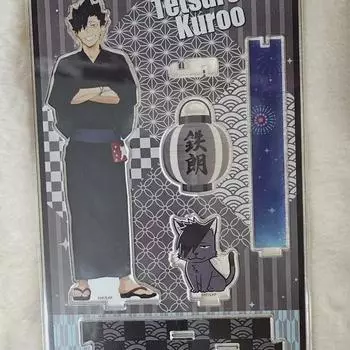 Tetsuro
Kuroo
鉄
朗